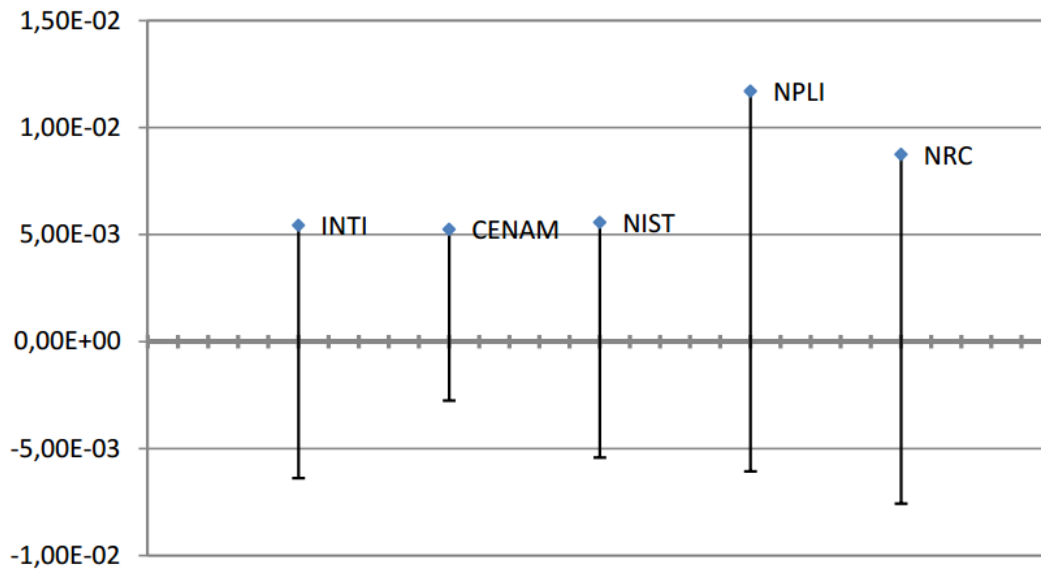 1,50E-02
NPLI
1,00E-02
NRC
INTI
CENAM
NIST
5,00E-03
0,00E+00
-5,00E-03
-1,00E-02